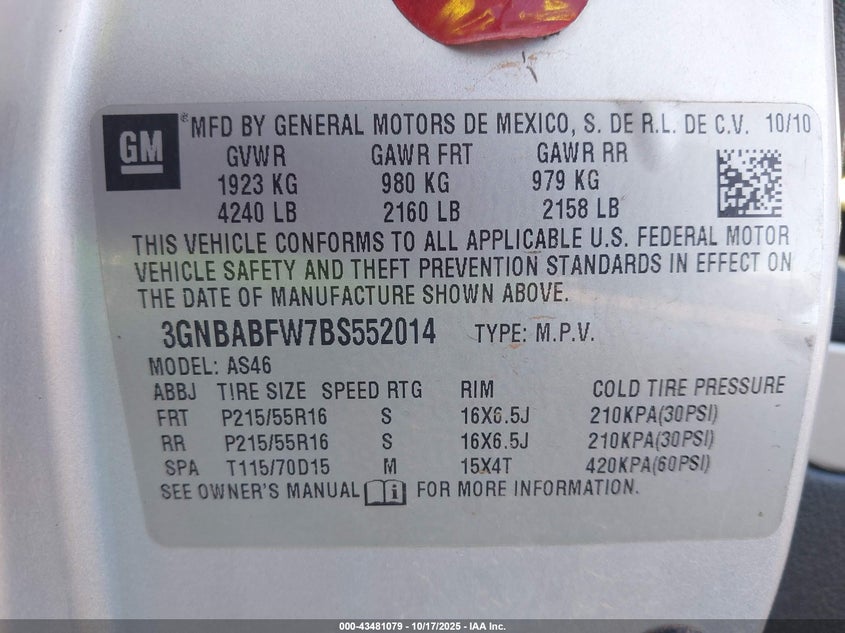 GM
®MFD BY GENERAL MOTORS DE MEXICO, S. DE R.L. DE C.V. 10/10
GVWR GAWR FRT GAWR RR
1923 KG 980 KG 979 KG
4240 LB 2160 LB 2158 LB
THIS VEHICLE CONFORMS TO ALL APPLICABLE U.S. FEDERAL MOTOR
VEHICLE SAFETY AND THEFT PREVENTION STANDARDS IN EFFECT ON
THE DATE OF MANUFACTURE SHOWN ABOVE.
3GNBABFW7BS552014 TYPE: M.P.V.
MODEL: AS46
ABBJ TIRE SIZE SPEED RTG RIM COLD TIRE PRESSURE
FRT P215/55R16 S 16X6.5J 210KPA(30PSI)
RR P215/55R16 S 16X6.5J 210KPA(30PSI)
SPA T115/70D15 M 15X4T 420KPA(60PSI)
SEE OWNER'S MANUAL i FOR MORE INFORMATION.
000-43481079 | 10/17/2025 | IAA Inc.